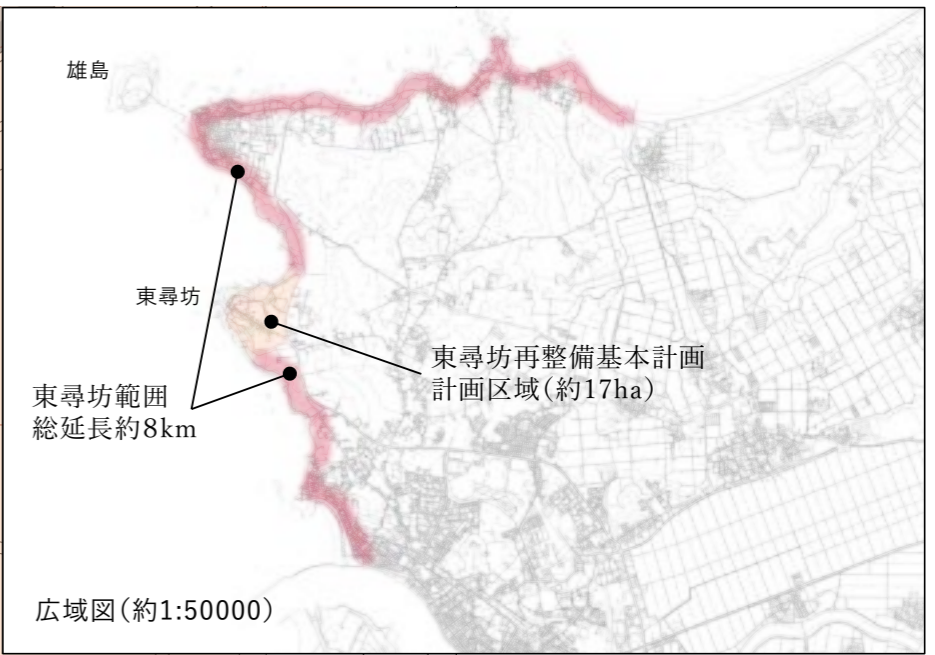 雄島
東尋坊
東尋坊再整備基本計画
計画区域(約17ha)
東尋坊範囲
総延長約8km
広域図(約1:50000)